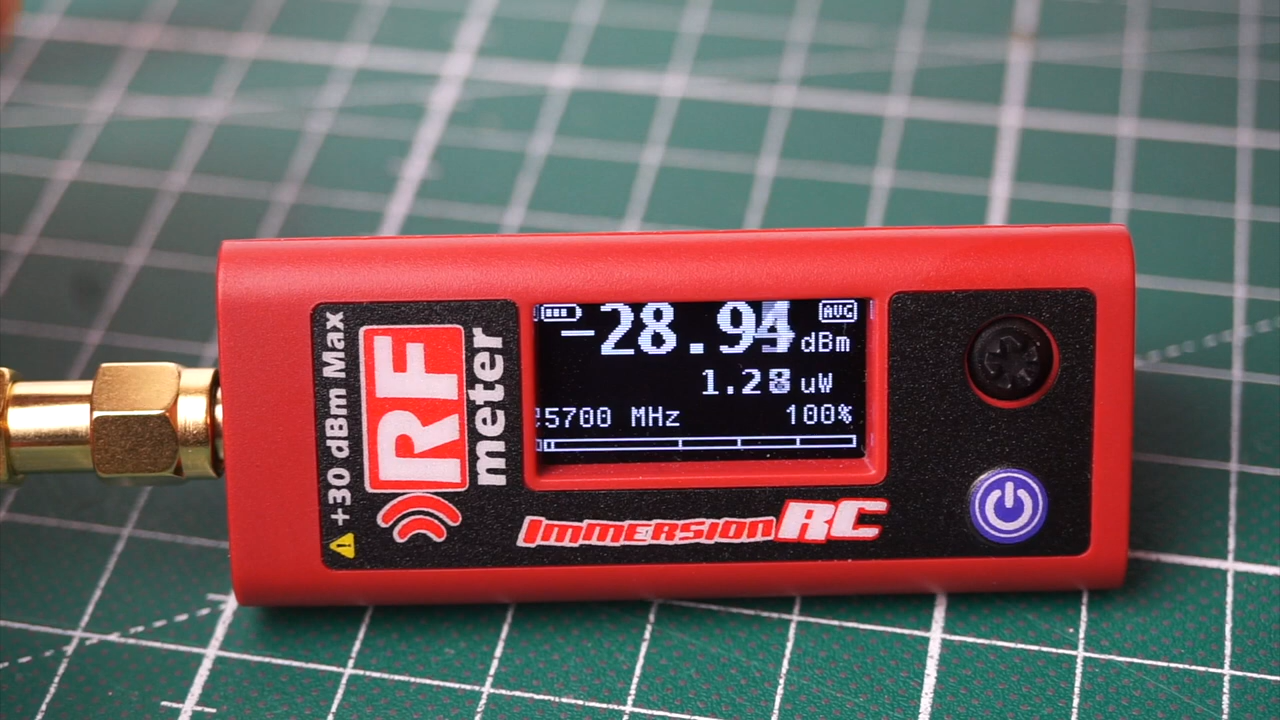 +30 dBm Max
RF
meter
AVG
-28.94 dBm
1.28 uW
5700 MHz 100%
ImmersionRC